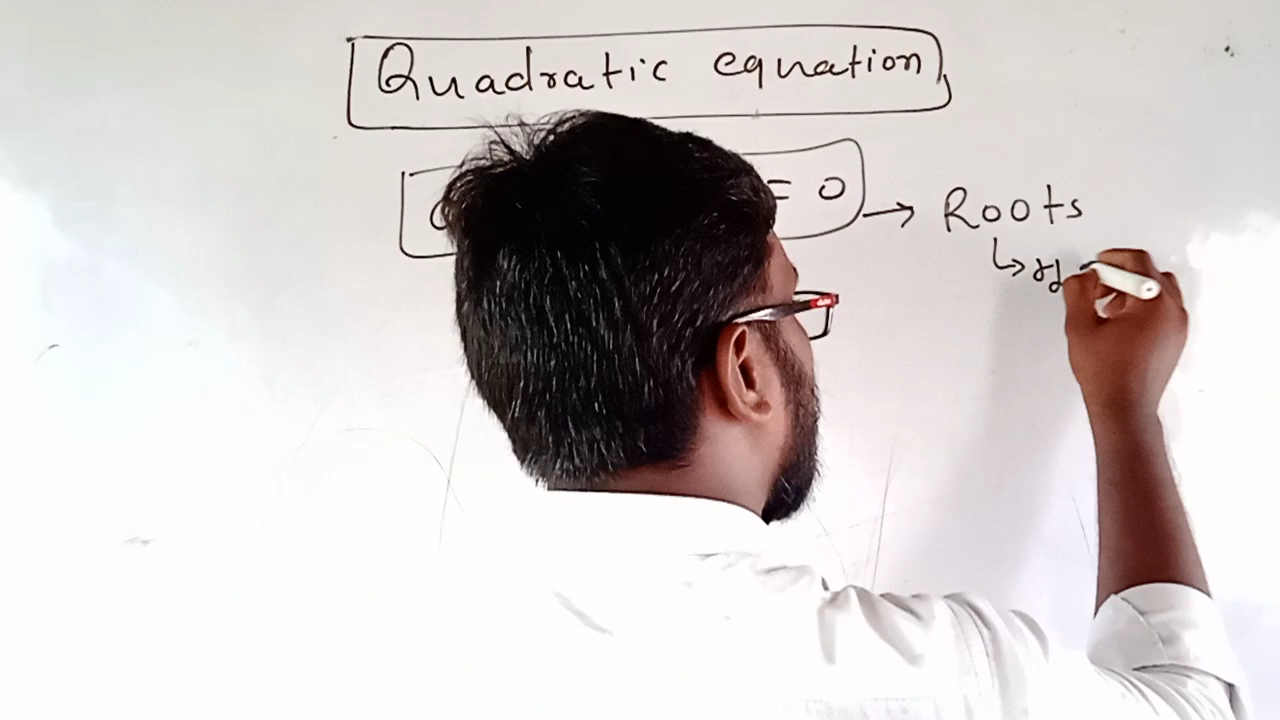 Quadratic equation
= 0 → Roots